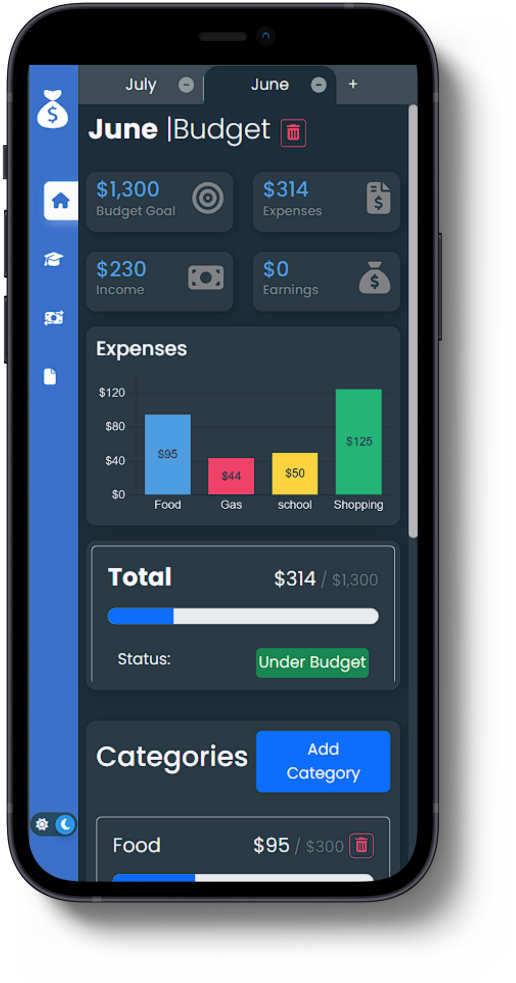 July June +
June |Budget
$1,300 $314
Budget Goal Expenses
$230 $0
Income Earnings
Expenses
$120
$80
$40
$0
$95 $44 $50 $125
Food Gas school Shopping
Total $314 / $1,300
Status: Under Budget
Categories Add
Category
Food $95 / $300